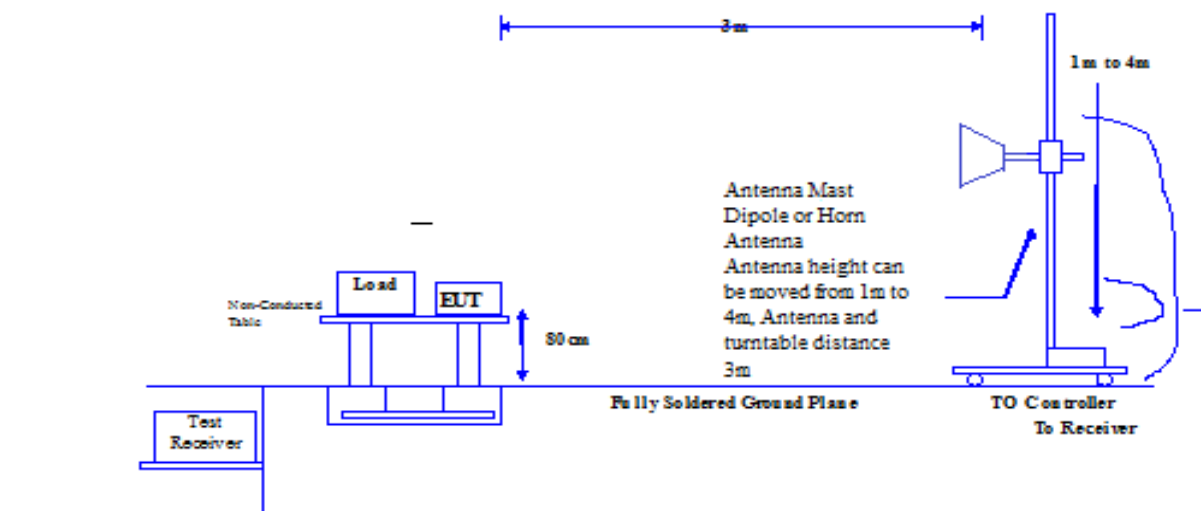 3m
1m to 4m
Antenna Mast
Dipole or Horn
Antenna
Antenna height can
be moved from 1m to
4m, Antenna and
turntable distance
3m
Load
EUT
Non-Conducted
Table
80cm
Fully Soldered Ground Plane
TO Controller
To Receiver
Test
Receiver